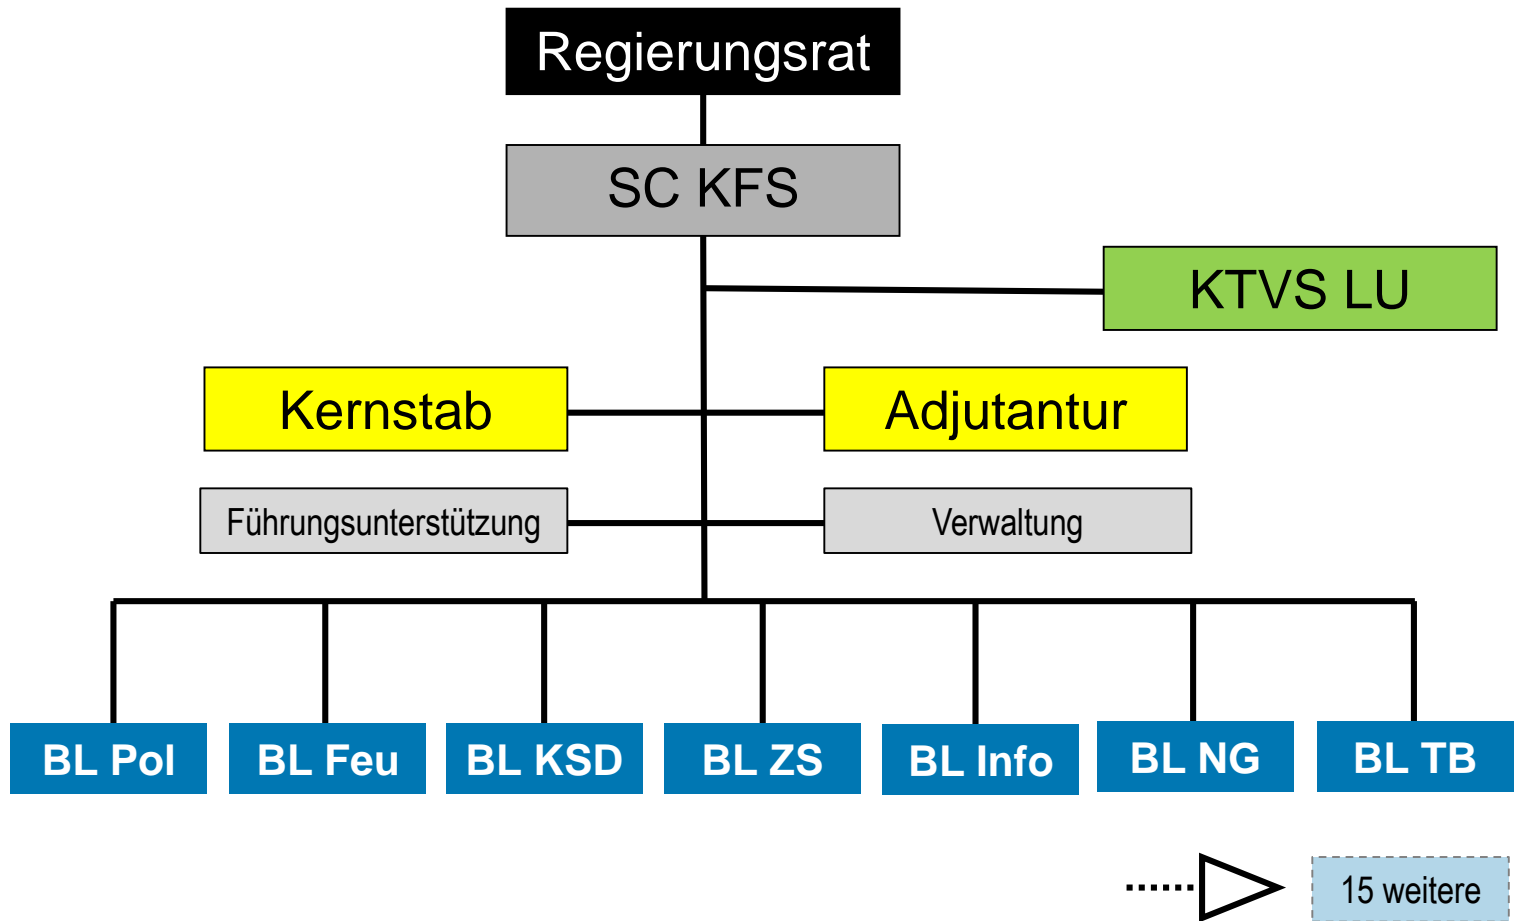 Regierungsrat
SC KFS
KTVS LU
Kernstab
Adjutantur
Führungsunterstützung
Verwaltung
BL Pol
BL Feu
BL KSD
BL ZS
BL Info
BL NG
BL TB
15 weitere